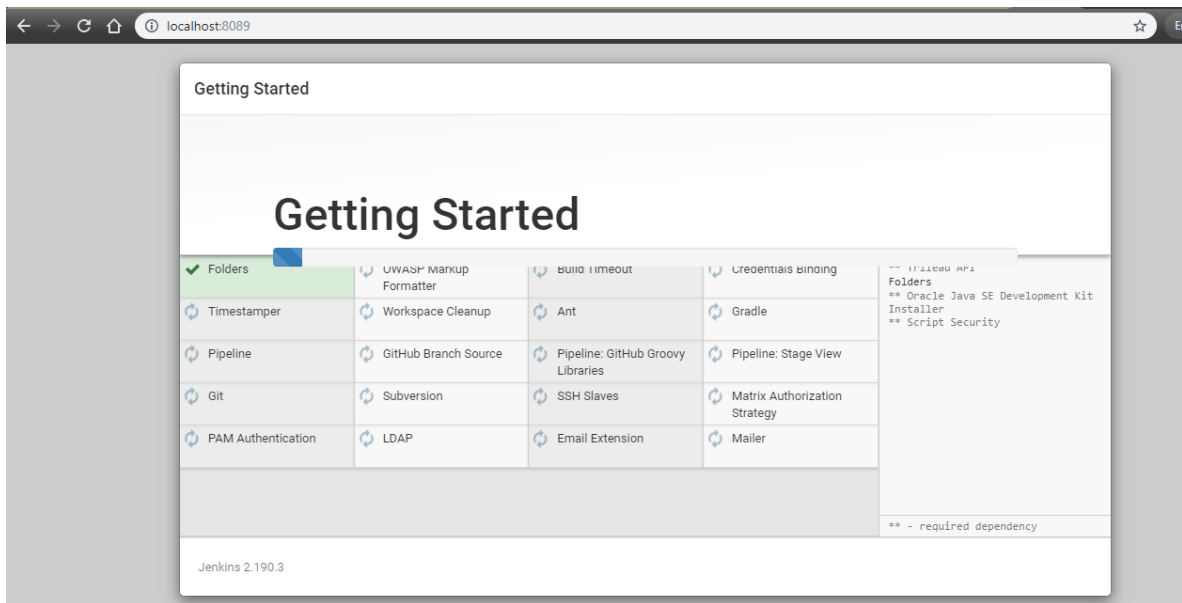 localhost:8089
Getting Started
Getting Started
Folders
OWASP Markup
Formatter
Build Timeout
Credentials Binding
** Trilead API
Folders
** Oracle Java SE Development Kit
Installer
** Script Security
Timestamper
Workspace Cleanup
Ant
Gradle
Pipeline
GitHub Branch Source
Pipeline: GitHub Groovy
Libraries
Pipeline: Stage View
Git
Subversion
SSH Slaves
Matrix Authorization
Strategy
PAM Authentication
LDAP
Email Extension
Mailer
** - required dependency
Jenkins 2.190.3